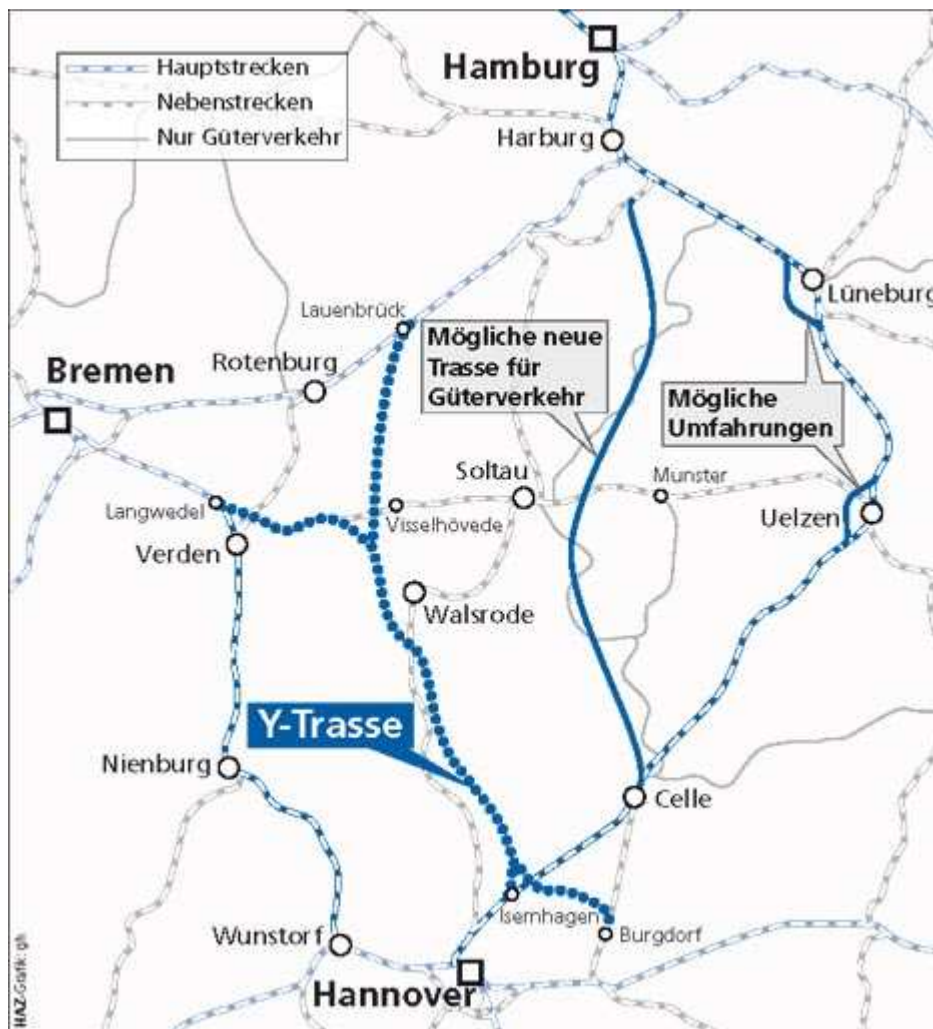 Hamburg
Hauptstrecken
Nebenstrecken
Nur Güterverkehr
Harburg
Lüneburg
Lauenbrück
Mögliche neue
Trasse für
Güterverkehr
Rotenburg
Bremen
Mögliche
Umfahrungen
Soltau
Munster
Langwedel
Visselhövede
Uelzen
Verden
Walsrode
Y-Trasse
Nienburg
Celle
Isernhagen
Burgdorf
Wunstorf
Hannover
HAZ-Grafik: gh